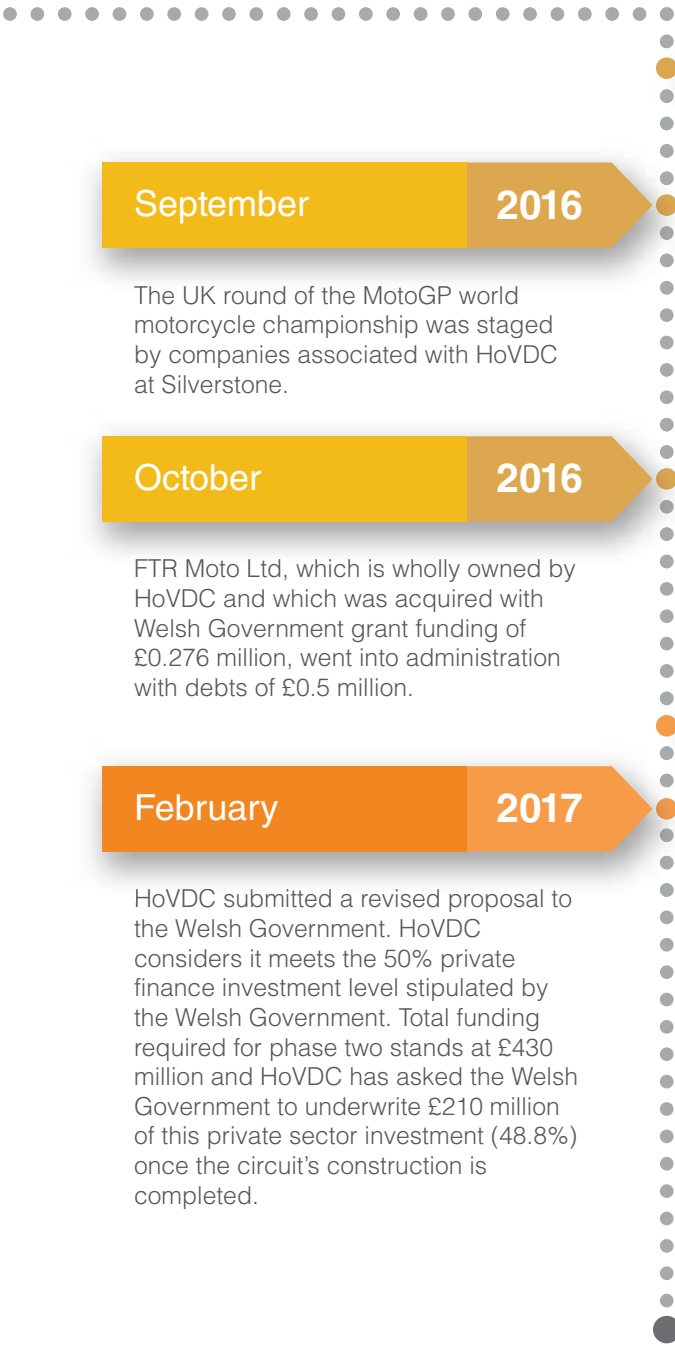 September 2016
The UK round of the MotoGP world
motorcycle championship was staged
by companies associated with HoVDC
at Silverstone.
October 2016
FTR Moto Ltd, which is wholly owned by
HoVDC and which was acquired with
Welsh Government grant funding of
£0.276 million, went into administration
with debts of £0.5 million.
February 2017
HoVDC submitted a revised proposal to
the Welsh Government. HoVDC
considers it meets the 50% private
finance investment level stipulated by
the Welsh Government. Total funding
required for phase two stands at £430
million and HoVDC has asked the Welsh
Government to underwrite £210 million
of this private sector investment (48.8%)
once the circuit’s construction is
completed.